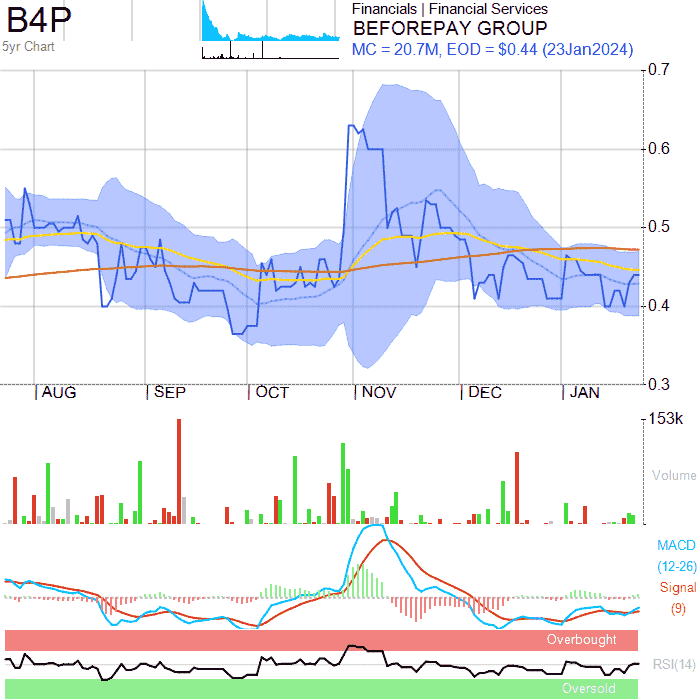 B4P
5yr Chart
Financials | Financial Services
BEFOREPAY GROUP
MC = 20.7M, EOD = $0.44 (23Jan2024)
0.7
0.6
0.5
0.4
0.3
AUG SEP OCT NOV DEC JAN
153k
Volume
MACD
(12-26)
Signal
(9)
Overbought
RSI(14)
Oversold